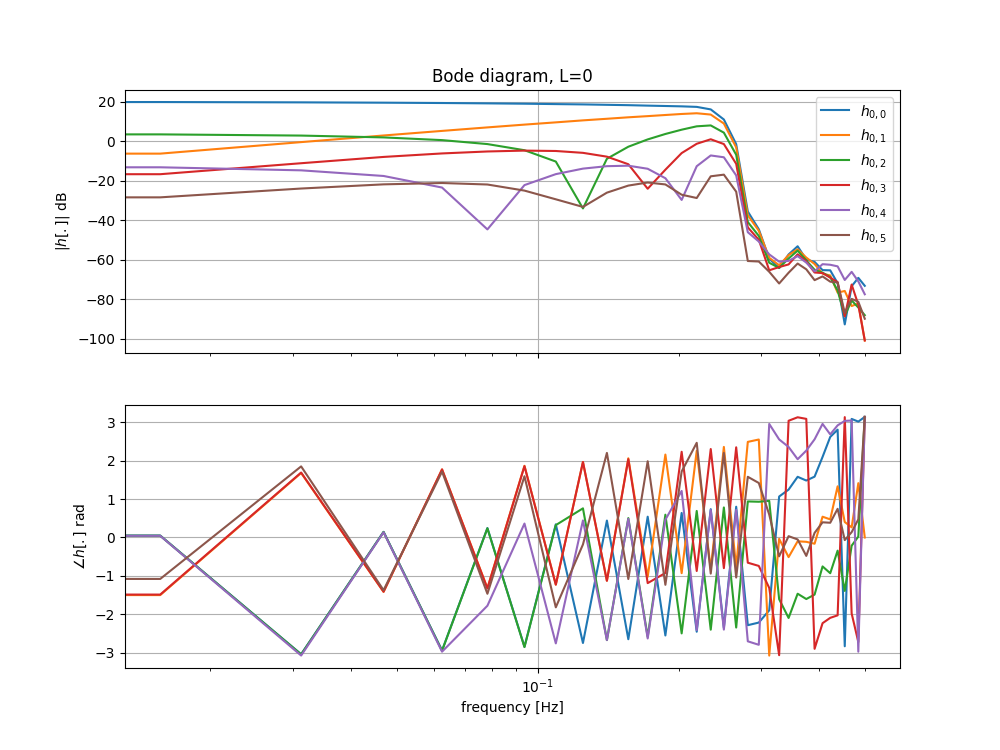 Bode diagram, L=0
|h[.]| dB
20
0
−20
−40
−60
−80
−100
h0,0
h0,1
h0,2
h0,3
h0,4
h0,5
∠h[.] rad
3
2
1
0
−1
−2
−3
10⁻¹
frequency [Hz]